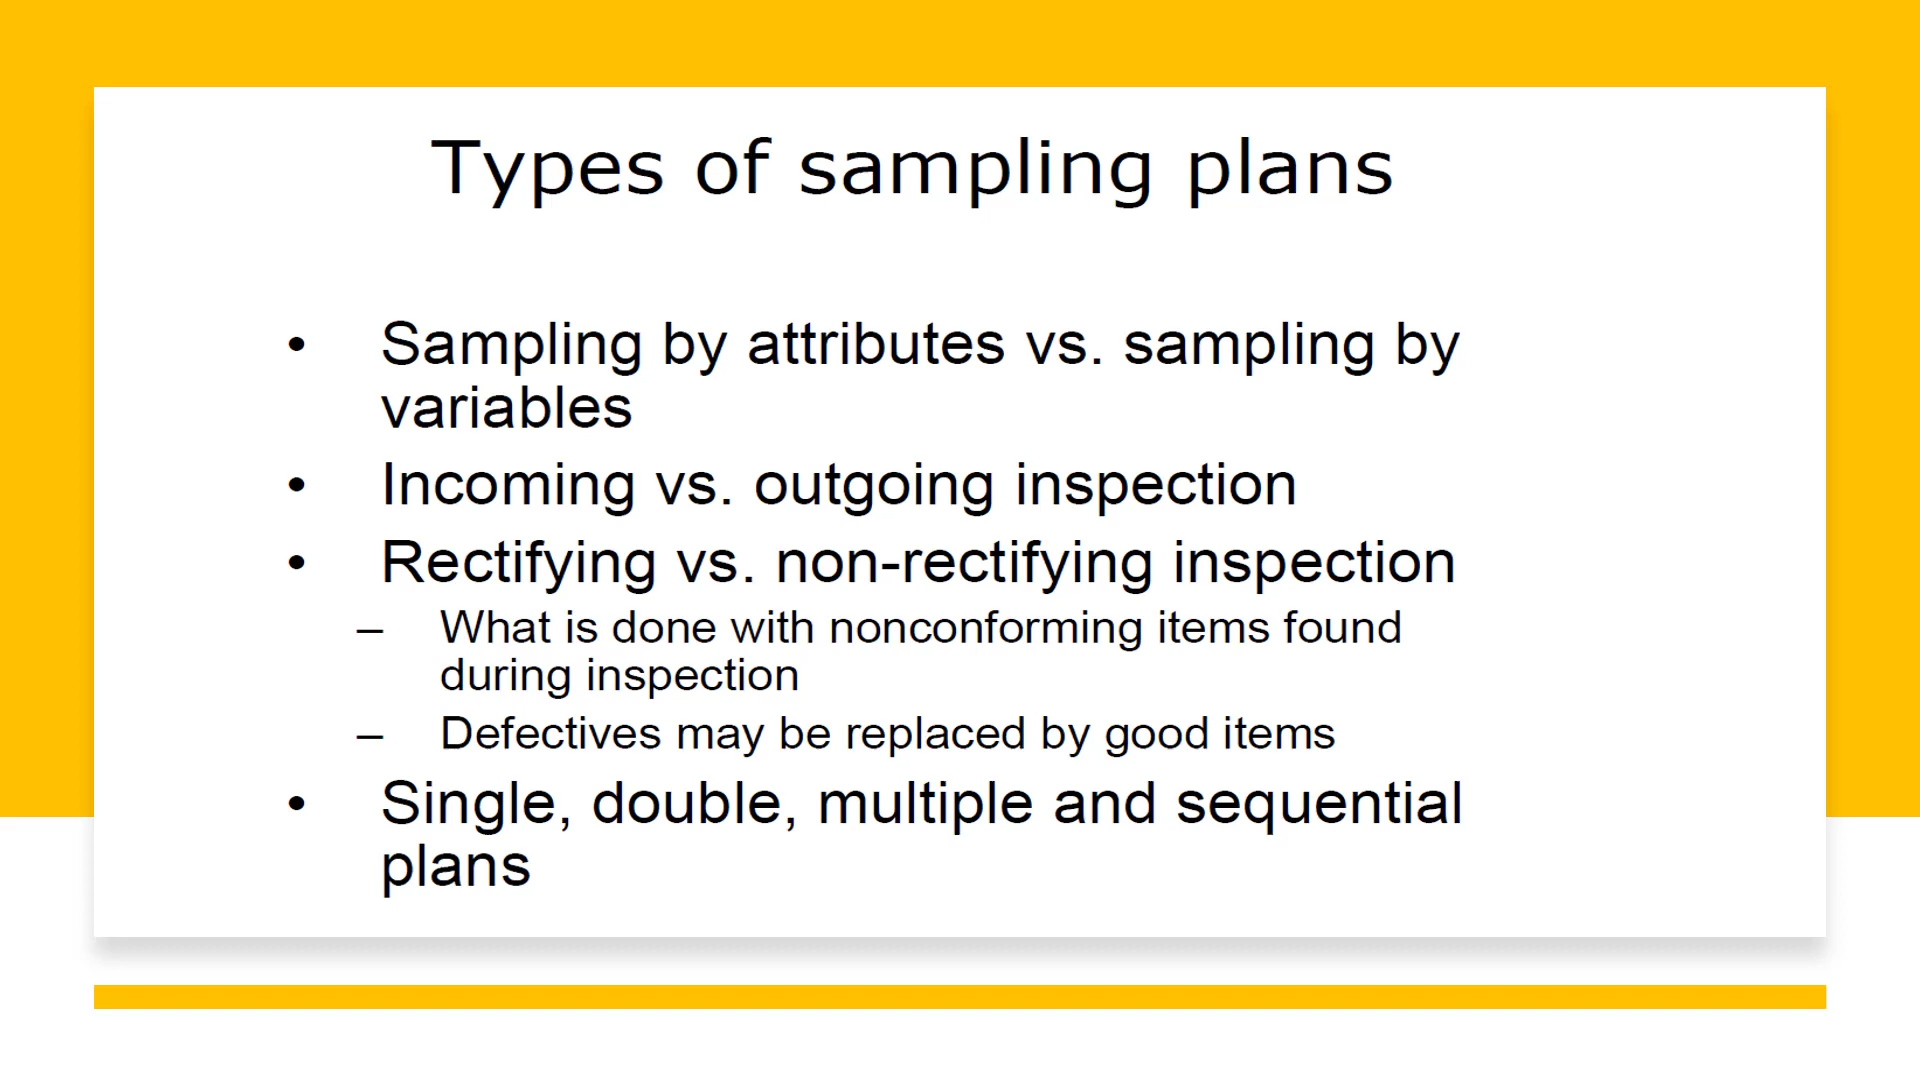 Types of sampling plans
• Sampling by attributes vs. sampling by
variables
• Incoming vs. outgoing inspection
• Rectifying vs. non-rectifying inspection
– What is done with nonconforming items found
during inspection
– Defectives may be replaced by good items
• Single, double, multiple and sequential
plans